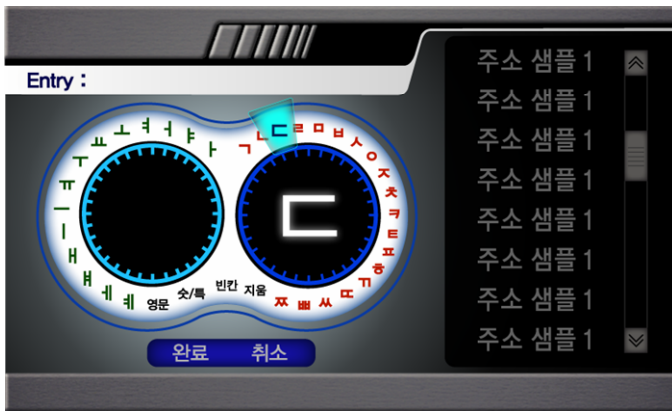 Entry :
ㅏ ㅑ ㅓ ㅕ ㅗ ㅛ ㅜ ㅠ ㅡ ㅣ ㅐ ㅒ ㅔ ㅖ
영문 숫/특 빈칸 지움
ㄱ ㄴ ㄷ ㄹ ㅁ ㅂ ㅅ ㅇ ㅈ ㅊ ㅋ ㅌ ㅍ ㅎ ㄲ ㄸ ㅆ ㅃ ㅉ
ㄷ
완료 취소
주소 샘플 1
주소 샘플 1
주소 샘플 1
주소 샘플 1
주소 샘플 1
주소 샘플 1
주소 샘플 1
주소 샘플 1